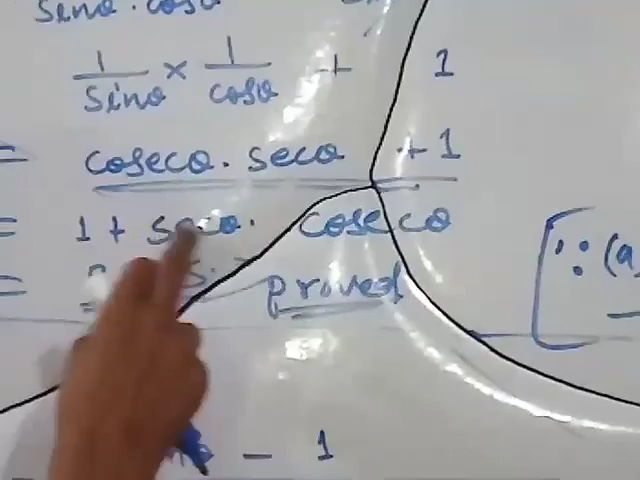 sinθ . cosθ
1/sinθ × 1/cosθ + 1
= cosecθ . secθ + 1
= 1 + secθ . cosecθ
= proved
[∵ (a
- 1